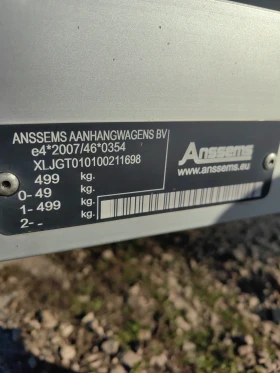 ANSSEMS AANHANGWAGENS BV
e4*2007/46*0354
XLJGT010100211698
499 kg.
0- 49 kg.
1- 499 kg.
2- - kg.
Anssems
www.anssems.eu